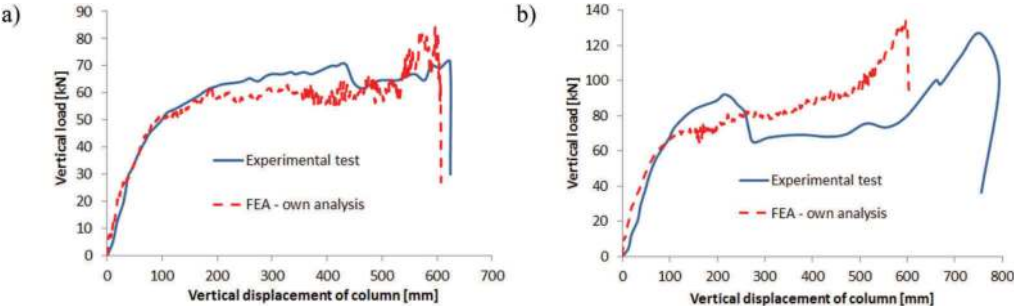 a)
90
80
70
60
50
40
30
20
10
0
Vertical load [kN]
Experimental test
FEA - own analysis
0 100 200 300 400 500 600 700
Vertical displacement of column [mm]
b)
140
120
100
80
60
40
20
0
Vertical load [kN]
Experimental test
FEA - own analysis
0 100 200 300 400 500 600 700 800
Vertical displacement of column [mm]